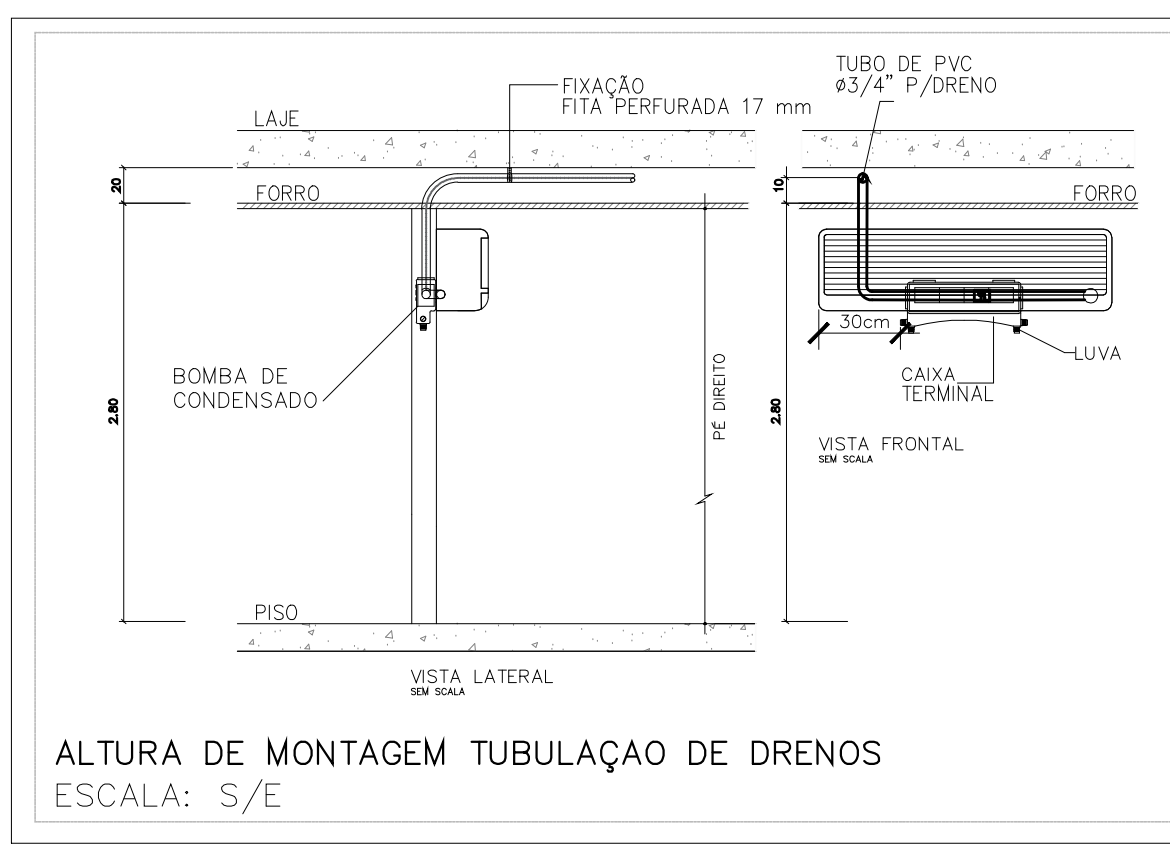 TUBO DE PVC
ø3/4" P/DRENO
FIXAÇÃO
FITA PERFURADA 17 mm
LAJE
20
FORRO
10
FORRO
30cm
LUVA
CAIXA
TERMINAL
BOMBA DE
CONDENSADO
2.80
PÉ DIREITO
2.80
VISTA FRONTAL
SEM SCALA
PISO
VISTA LATERAL
SEM SCALA
ALTURA DE MONTAGEM TUBULAÇAO DE DRENOS
ESCALA: S/E